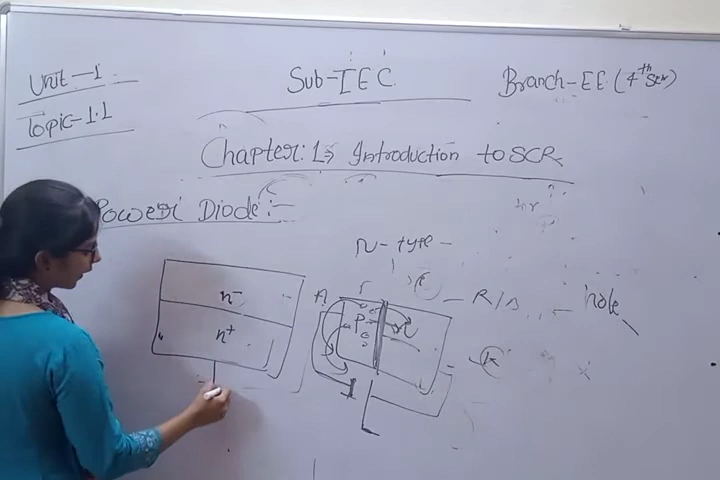 Unit-1
Sub-IEC
Branch-EE (4th Sem)
Topic-1.1
Chapter:1→ Introduction to SCR
Power Diode:-
N-type-
n-
n+
A
P
n
R/s
hole
K